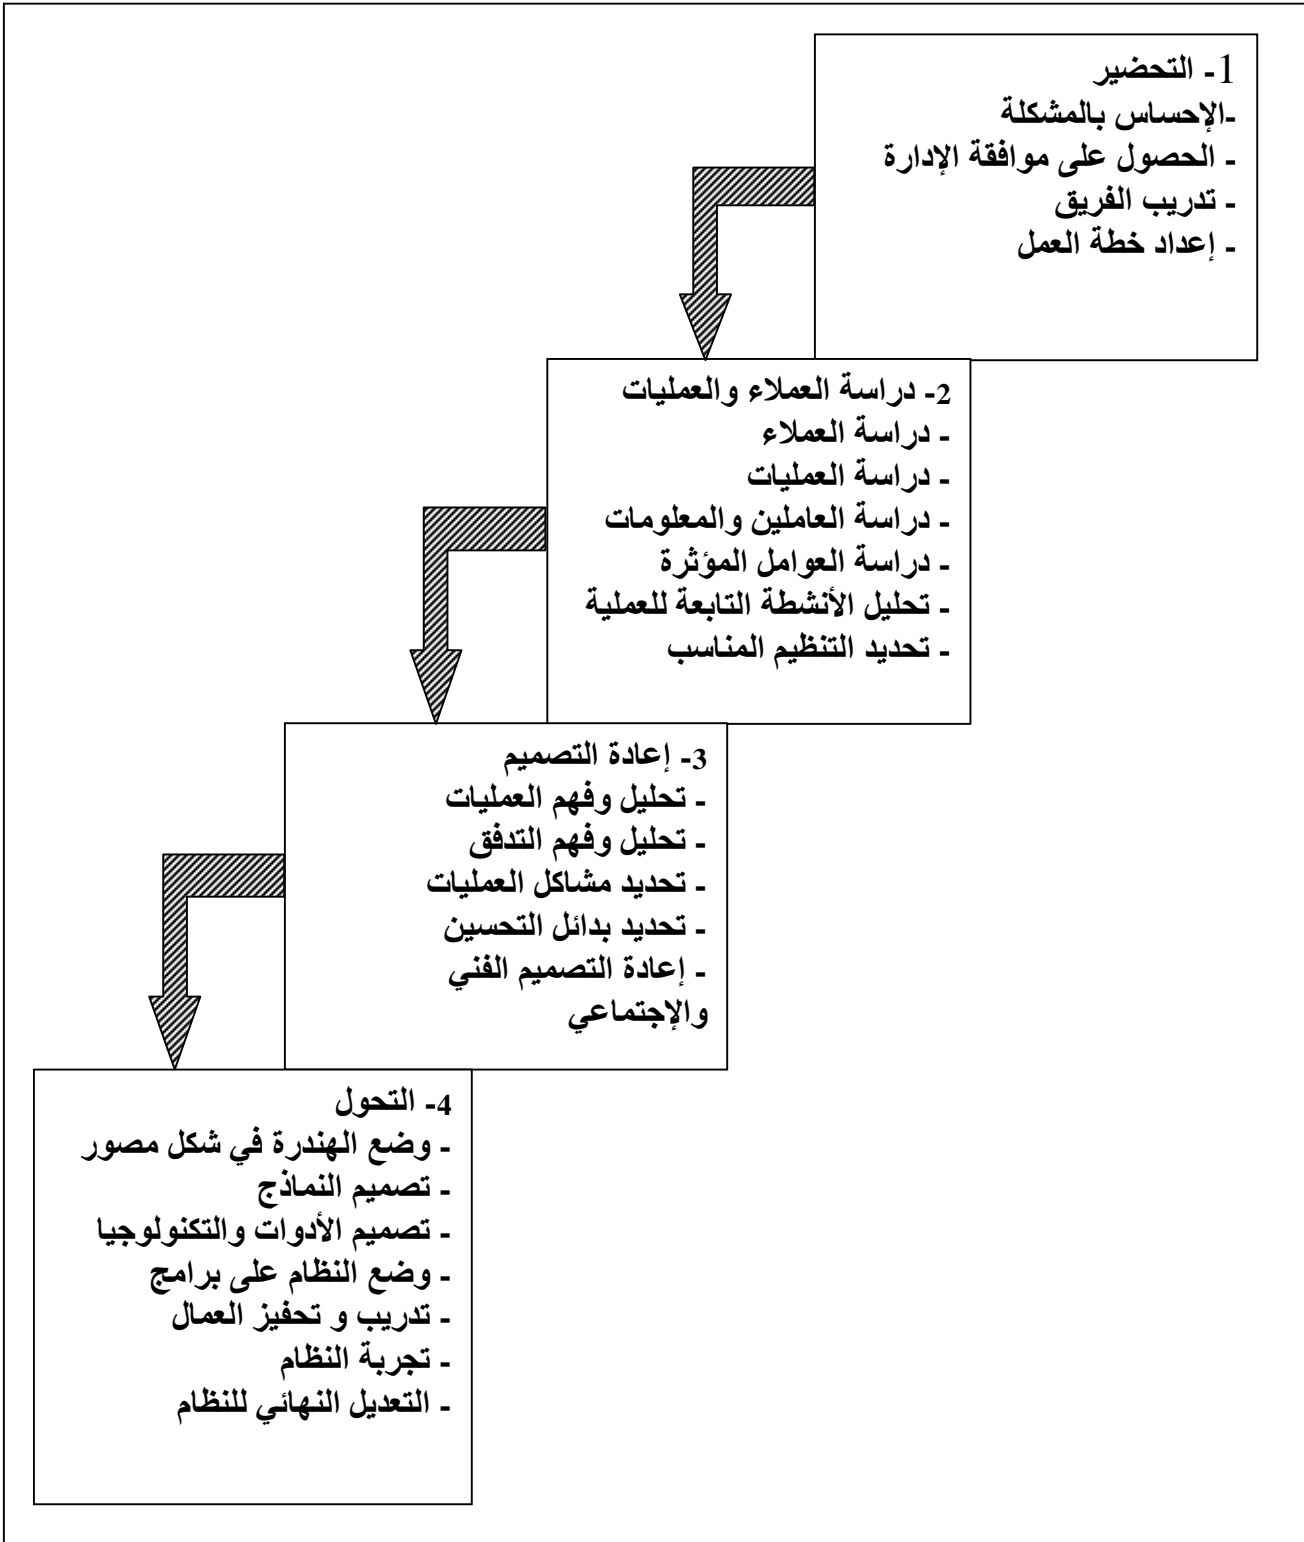 1- التحضير
-الإحساس بالمشكلة
- الحصول على موافقة الإدارة
- تدريب الفريق
- إعداد خطة العمل
2- دراسة العملاء والعمليات
- دراسة العملاء
- دراسة العمليات
- دراسة العاملين والمعلومات
- دراسة العوامل المؤثرة
- تحليل الأنشطة التابعة للعملية
- تحديد التنظيم المناسب
3- إعادة التصميم
- تحليل وفهم العمليات
- تحليل وفهم التدفق
- تحديد مشاكل العمليات
- تحديد بدائل التحسين
- إعادة التصميم الفني
والإجتماعي
4- التحول
- وضع الهندرة في شكل مصور
- تصميم النماذج
- تصميم الأدوات والتكنولوجيا
- وضع النظام على برامج
- تدريب و تحفيز العمال
- تجربة النظام
- التعديل النهائي للنظام